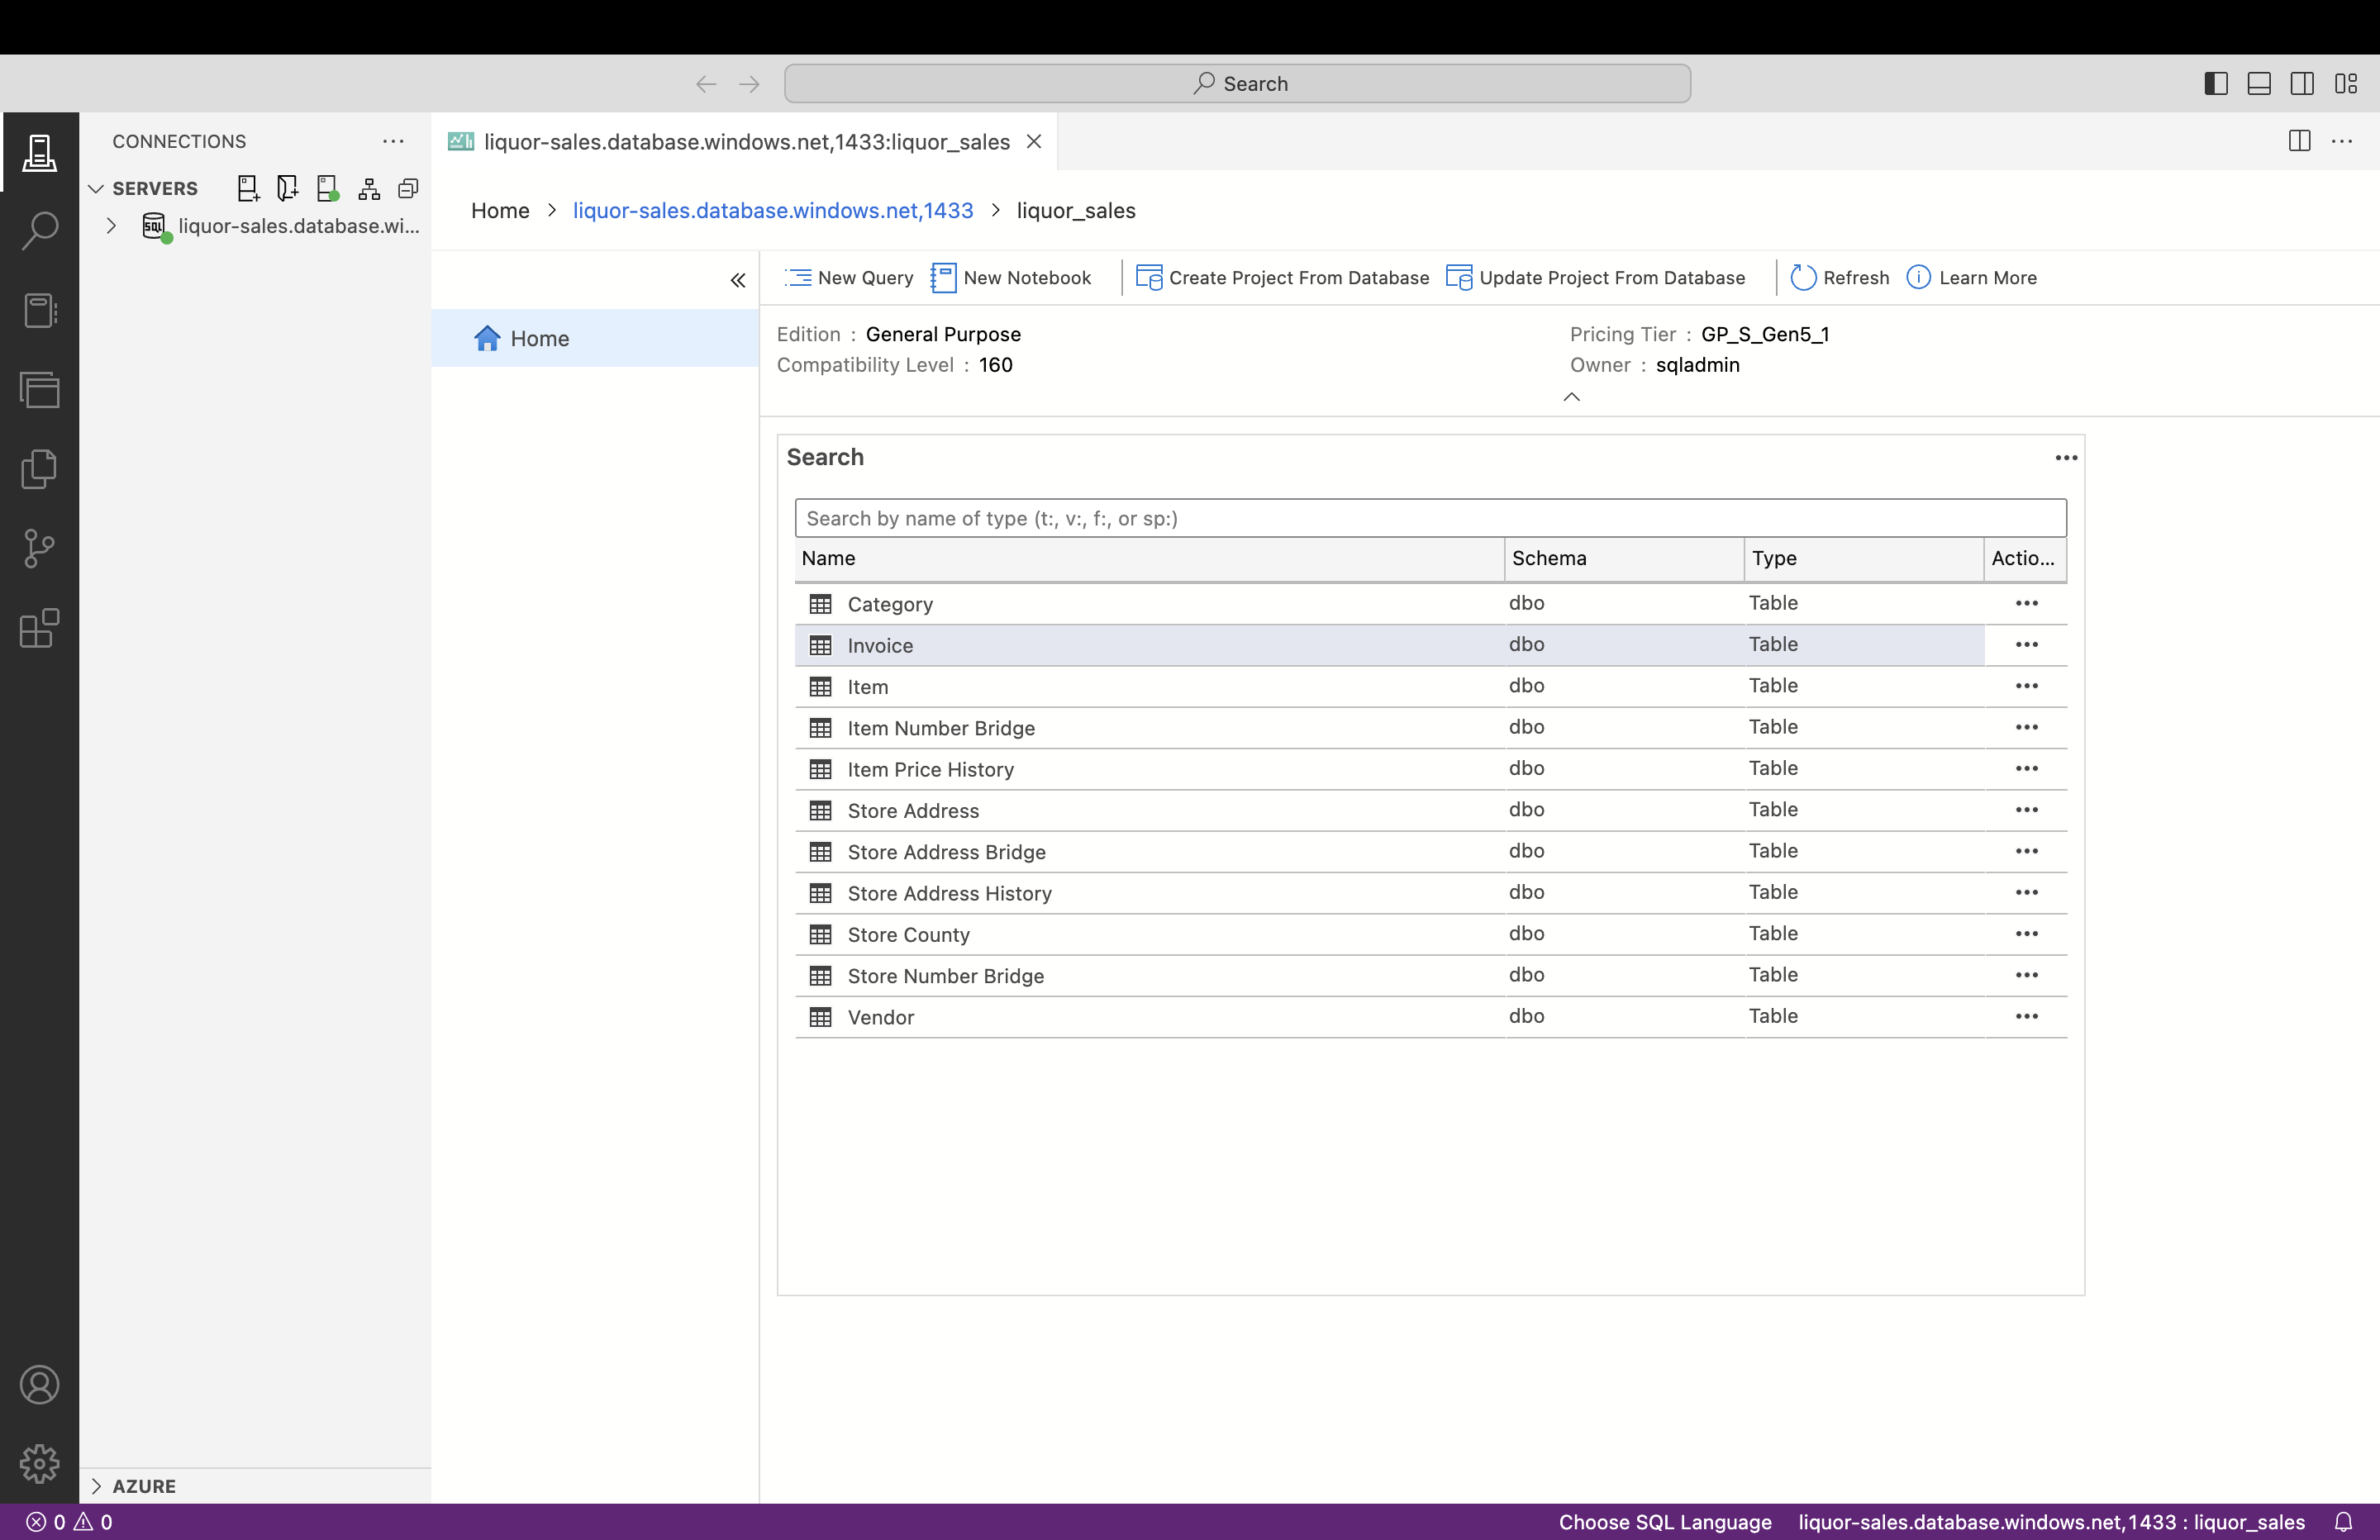 Search
CONNECTIONS
SERVERS
liquor-sales.database.wi...
liquor-sales.database.windows.net,1433:liquor_sales
Home > liquor-sales.database.windows.net,1433 > liquor_sales
Home
New Query New Notebook Create Project From Database Update Project From Database Refresh Learn More
Edition : General Purpose Pricing Tier : GP_S_Gen5_1
Compatibility Level : 160 Owner : sqladmin
Search
Search by name of type (t:, v:, f:, or sp:)
Name Schema Type Actio...
Category dbo Table
Invoice dbo Table
Item dbo Table
Item Number Bridge dbo Table
Item Price History dbo Table
Store Address dbo Table
Store Address Bridge dbo Table
Store Address History dbo Table
Store County dbo Table
Store Number Bridge dbo Table
Vendor dbo Table
AZURE
0 0 Choose SQL Language liquor-sales.database.windows.net,1433 : liquor_sales